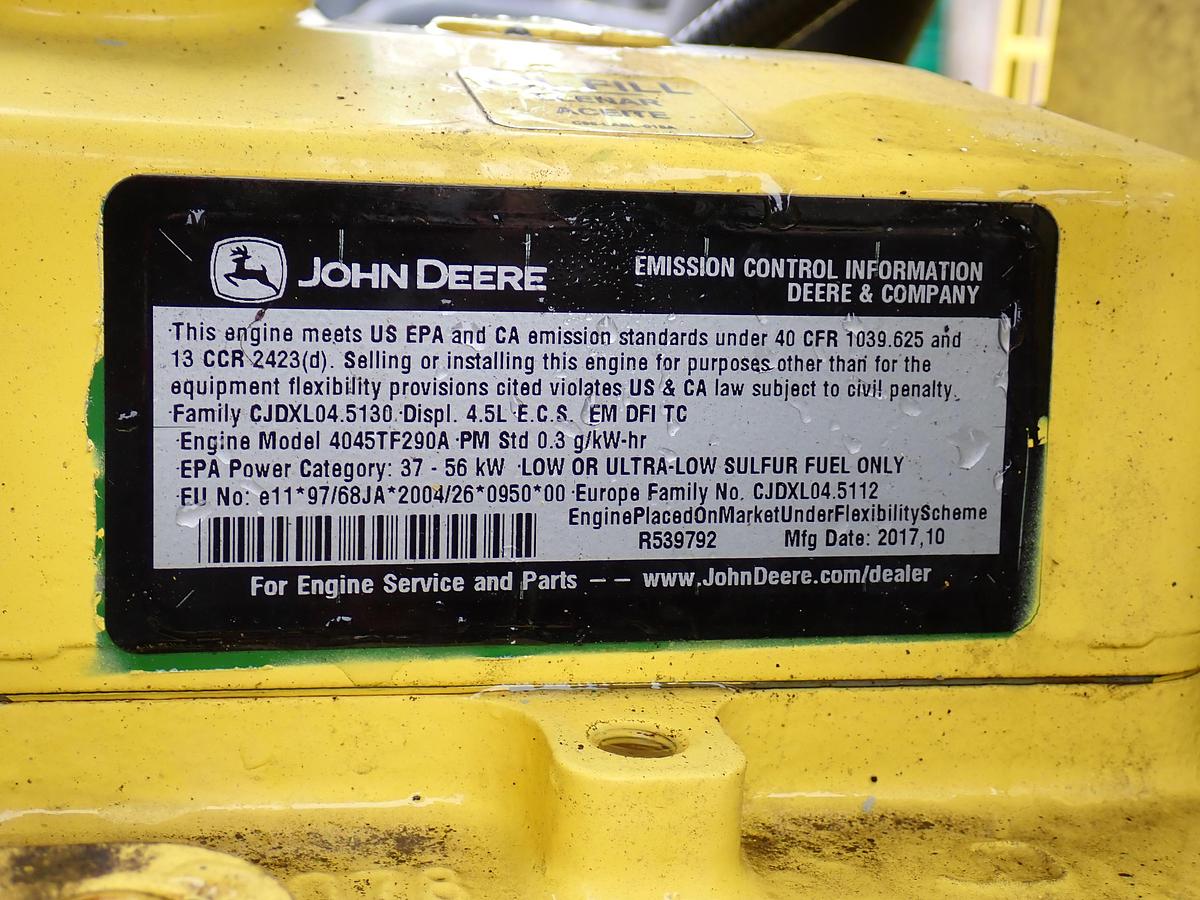 FILL
LENAR
ACEITE
JOHN DEERE
EMISSION CONTROL INFORMATION
DEERE & COMPANY
This engine meets US EPA and CA emission standards under 40 CFR 1039.625 and
13 CCR 2423(d). Selling or installing this engine for purposes other than for the
equipment flexibility provisions cited violates US & CA law subject to civil penalty.
Family CJDXL04.5130 Displ. 4.5L E.C.S. EM DFI TC
Engine Model 4045TF290A PM Std 0.3 g/kW-hr
EPA Power Category: 37 - 56 kW LOW OR ULTRA-LOW SULFUR FUEL ONLY
EU No: e11*97/68JA*2004/26*0950*00 Europe Family No. CJDXL04.5112
EnginePlacedOnMarketUnderFlexibilityScheme
R539792 Mfg Date: 2017,10
For Engine Service and Parts -- www.JohnDeere.com/dealer